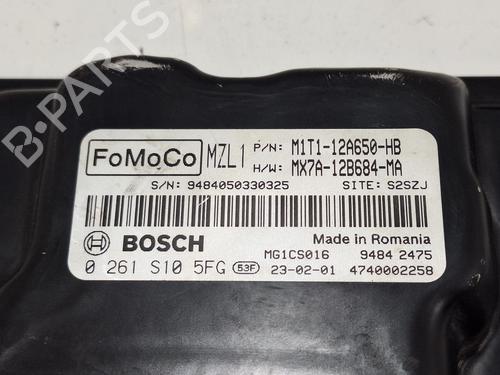 B-PARTS
FoMoCo MZL1 P/N: M1T1-12A650-HB
H/W: MX7A-12B684-MA
S/N: 9484050330325 SITE: S2SZJ
BOSCH Made in Romania
MG1CS016 9484 2475
0 261 S10 5FG 53F 23-02-01 4740002258